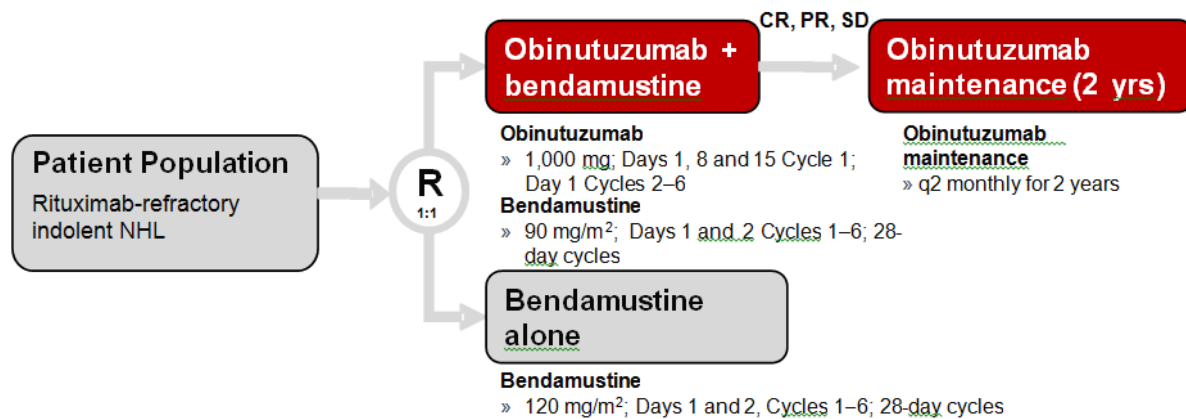 Patient Population
Rituximab-refractory
indolent NHL
R
1:1
Obinutuzumab +
bendamustine
CR, PR, SD
Obinutuzumab
maintenance (2 yrs)
Obinutuzumab
» 1,000 mg; Days 1, 8 and 15 Cycle 1;
Day 1 Cycles 2–6
Bendamustine
» 90 mg/m²; Days 1 and 2 Cycles 1–6; 28-
day cycles
Obinutuzumab
maintenance
» q2 monthly for 2 years
Bendamustine
alone
Bendamustine
» 120 mg/m²; Days 1 and 2, Cycles 1–6; 28-day cycles